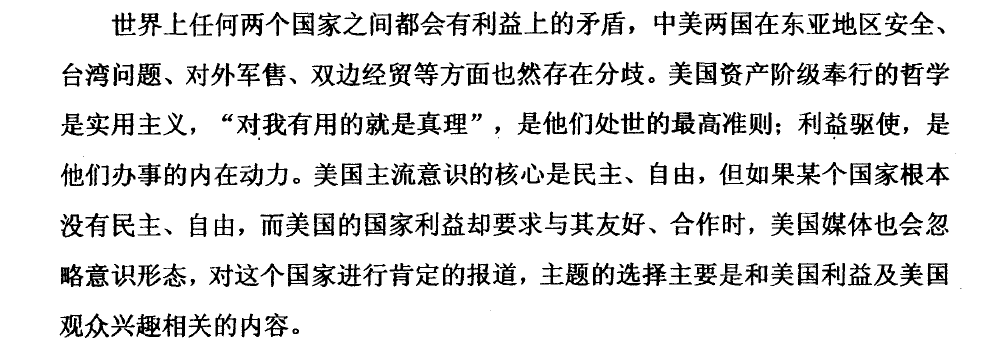 世界上任何两个国家之间都会有利益上的矛盾，中美两国在东亚地区安全、
台湾问题、对外军售、双边经贸等方面也然存在分歧。美国资产阶级奉行的哲学
是实用主义，“对我有用的就是真理”，是他们处世的最高准则；利益驱使，是
他们办事的内在动力。美国主流意识的核心是民主、自由，但如果某个国家根本
没有民主、自由，而美国的国家利益却要求与其友好、合作时，美国媒体也会忽
略意识形态，对这个国家进行肯定的报道，主题的选择主要是和美国利益及美国
观众兴趣相关的内容。